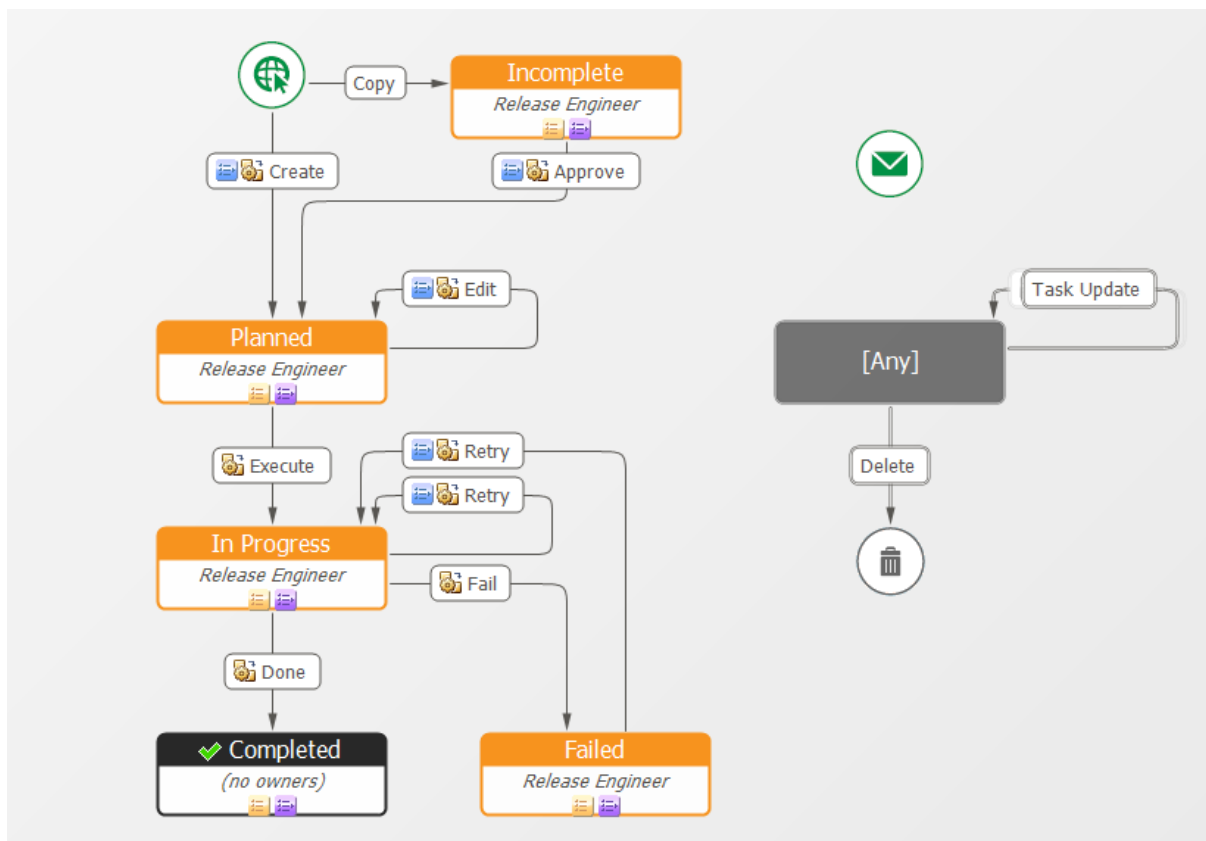 Copy
Incomplete
Release Engineer
Create
Approve
Edit
Task Update
Planned
Release Engineer
[Any]
Execute
Retry
Delete
Retry
In Progress
Release Engineer
Fail
Done
Completed
(no owners)
Failed
Release Engineer